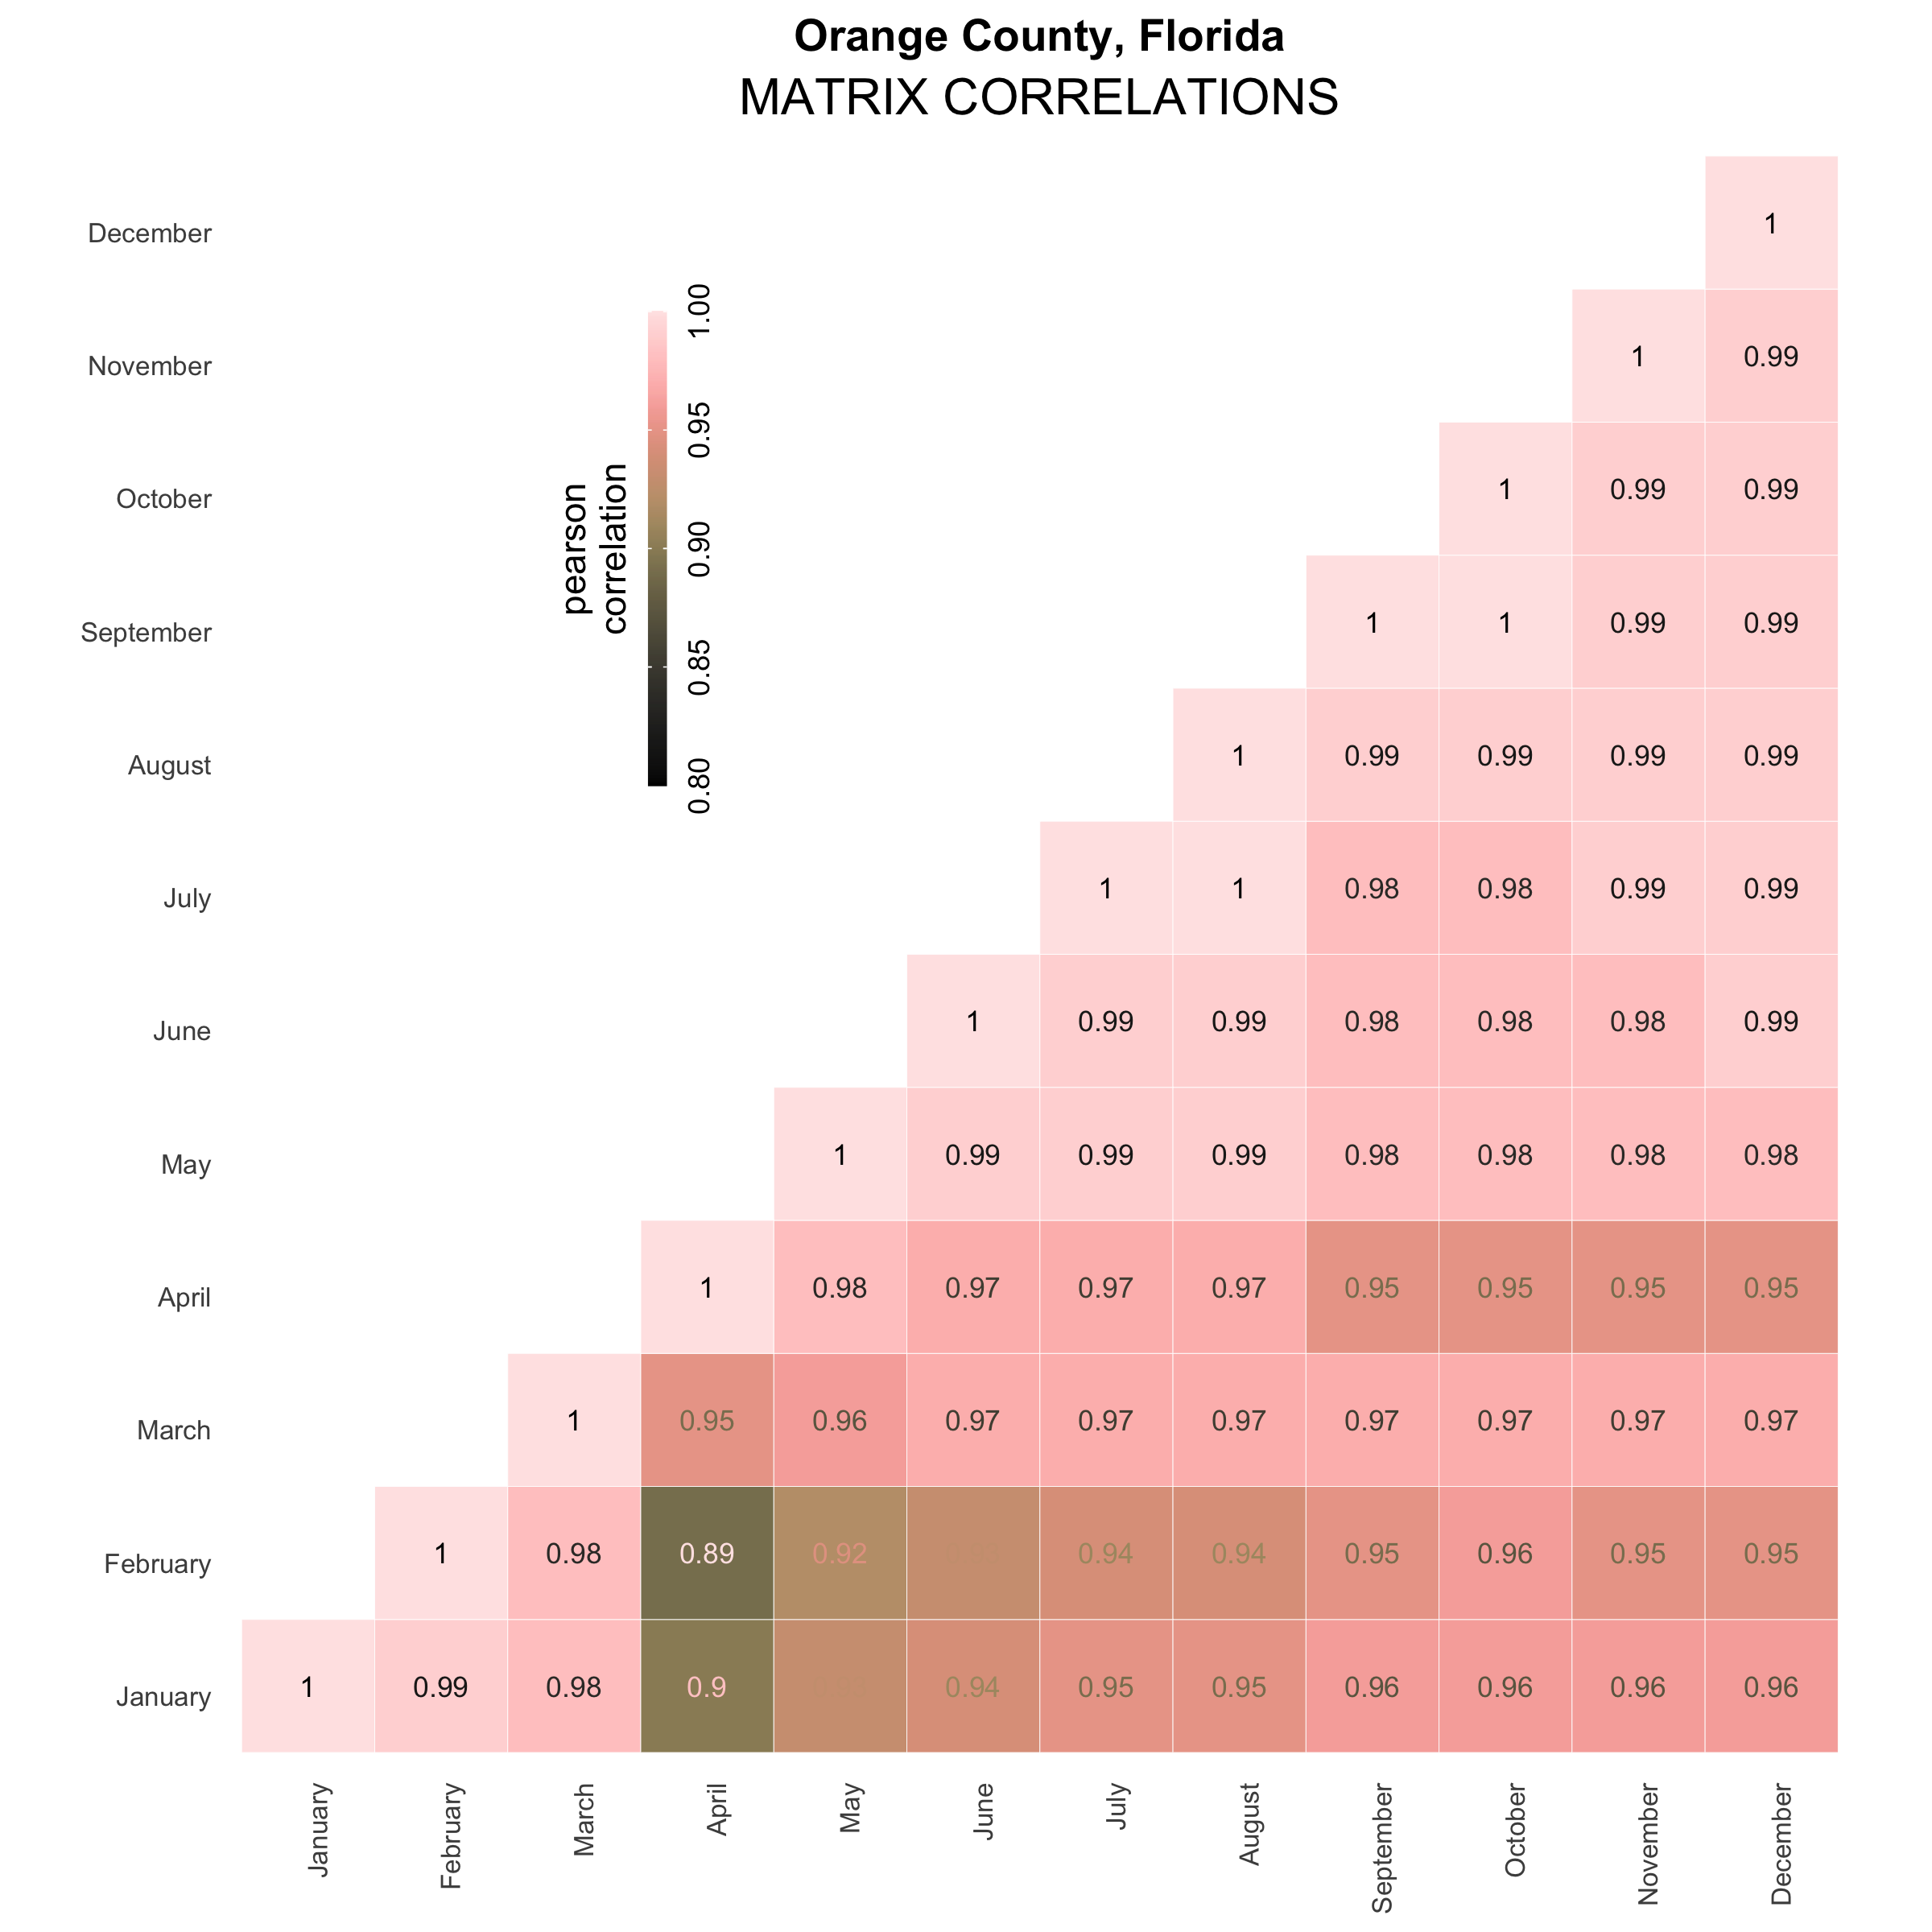 Orange County, Florida
MATRIX CORRELATIONS
pearson
correlation
1.00
0.95
0.90
0.85
0.80
December 1
November 1 0.99
October 1 0.99 0.99
September 1 1 0.99 0.99
August 1 0.99 0.99 0.99 0.99
July 1 1 0.98 0.98 0.99 0.99
June 1 0.99 0.99 0.98 0.98 0.98 0.99
May 1 0.99 0.99 0.99 0.98 0.98 0.98 0.98
April 1 0.98 0.97 0.97 0.97 0.95 0.95 0.95 0.95
March 1 0.95 0.96 0.97 0.97 0.97 0.97 0.97 0.97 0.97
February 1 0.98 0.89 0.92 0.94 0.94 0.95 0.96 0.95 0.95
January 1 0.99 0.98 0.9 0.94 0.95 0.95 0.96 0.96 0.96 0.96
January February March April May June July August September October November December